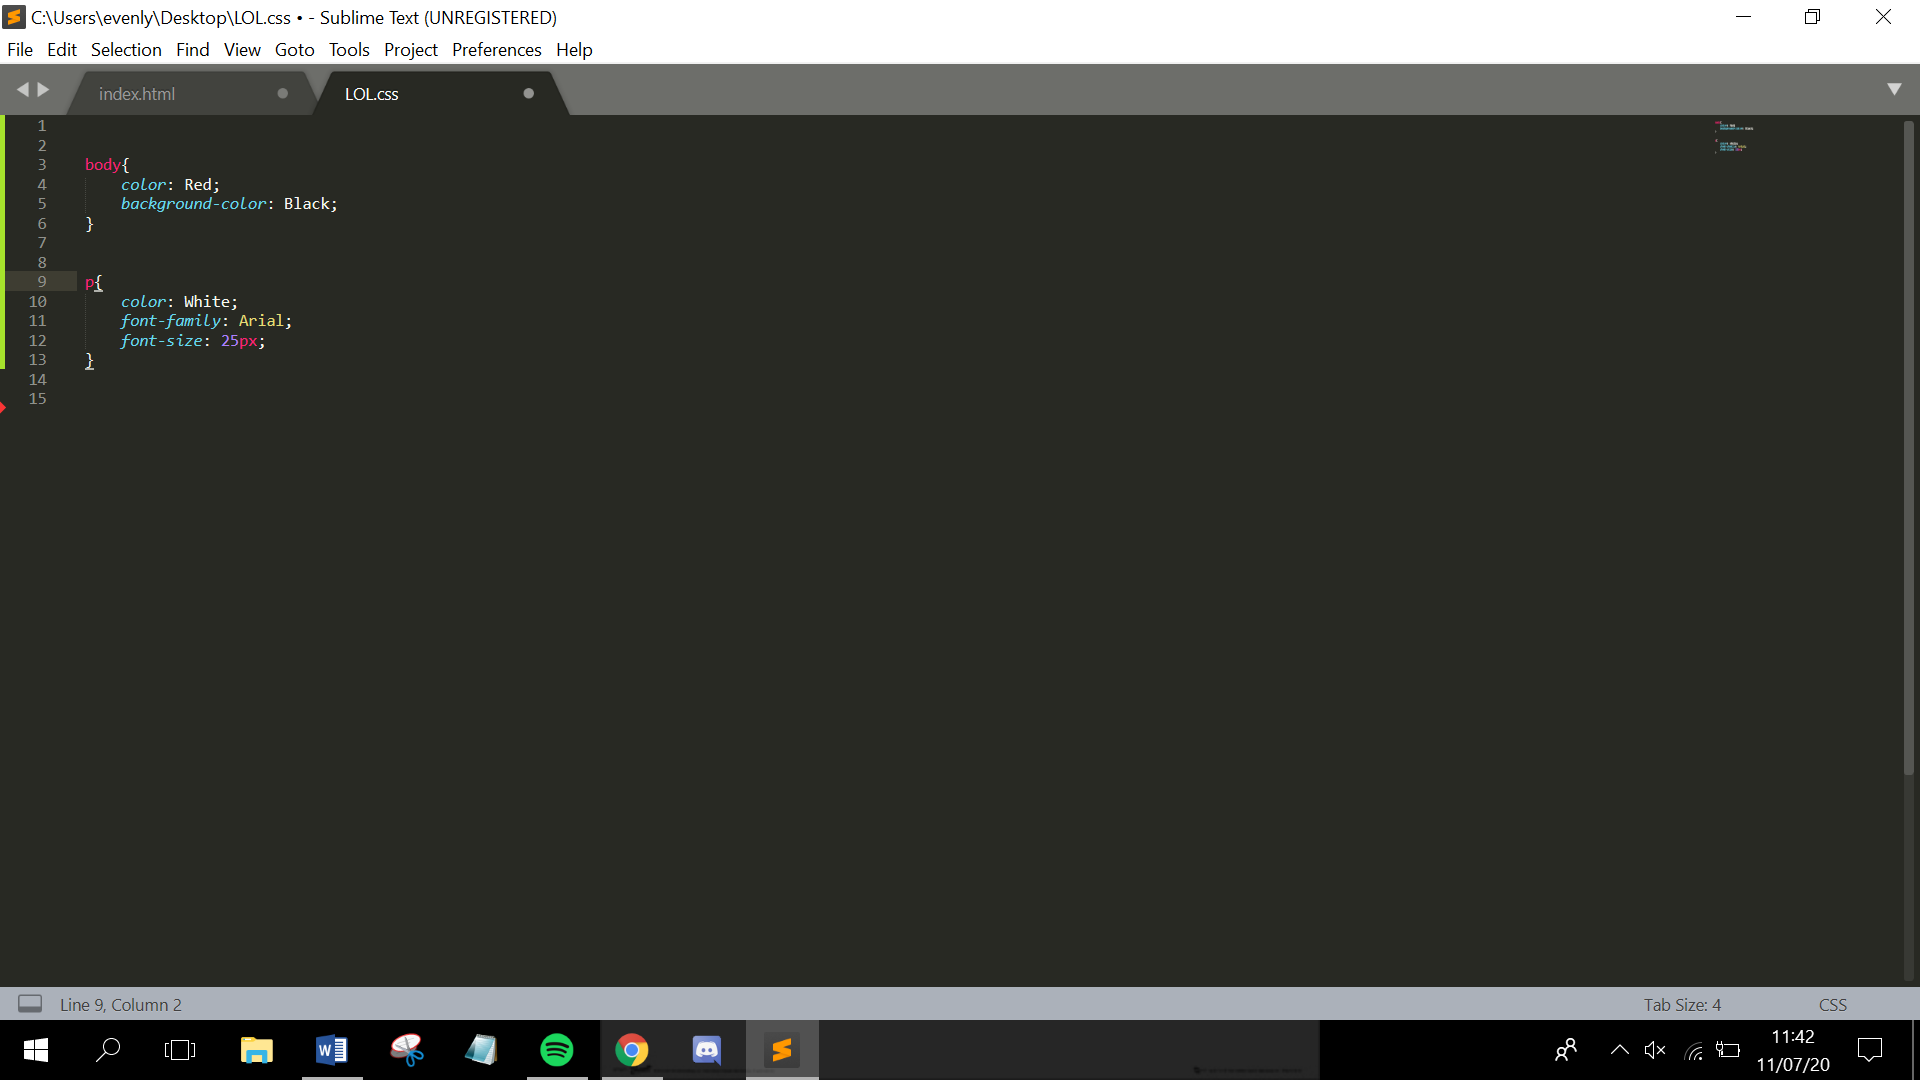 C:\Users\evenly\Desktop\LOL.css • - Sublime Text (UNREGISTERED)
File Edit Selection Find View Goto Tools Project Preferences Help
index.html LOL.css
1
2
3 body{
4 color: Red;
5 background-color: Black;
6 }
7
8
9 p{
10 color: White;
11 font-family: Arial;
12 font-size: 25px;
13 }
14
15
Line 9, Column 2 Tab Size: 4 CSS
11:42
11/07/20